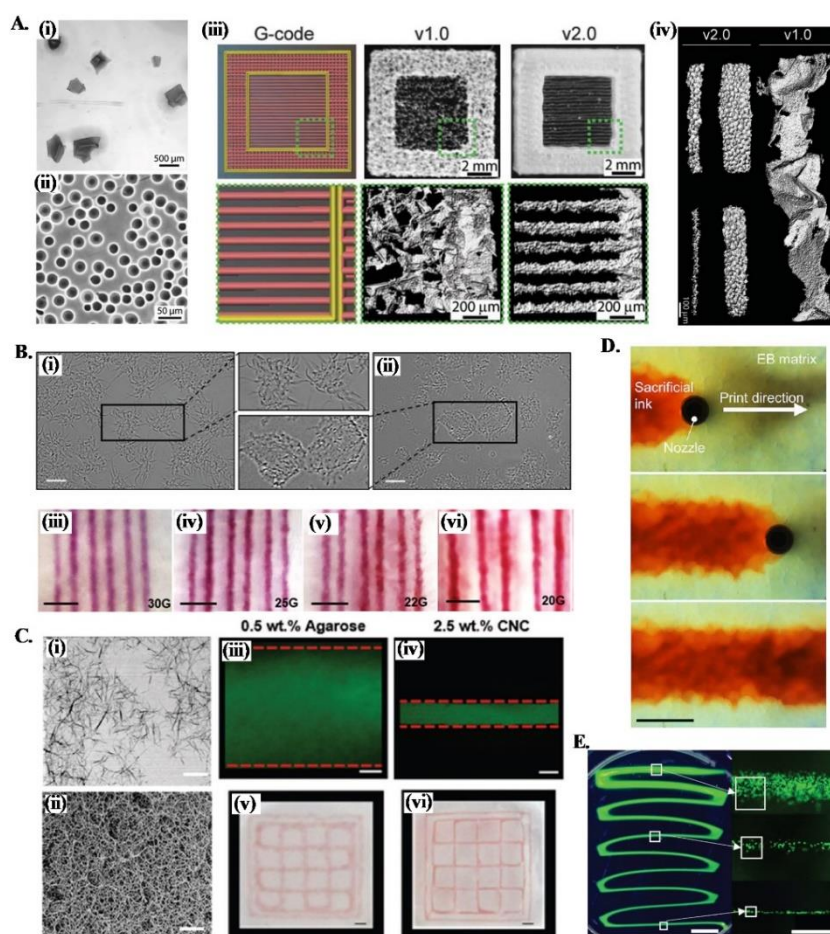 A.
(i)
500 µm
(ii)
50 µm
(iii)
G-code
v1.0
v2.0
2 mm
2 mm
200 µm
200 µm
(iv)
v2.0
v1.0
100 µm
B.
(i)
(ii)
(iii)
30G
(iv)
25G
(v)
22G
(vi)
20G
C.
(i)
(ii)
0.5 wt.% Agarose
2.5 wt.% CNC
(iii)
(iv)
(v)
(vi)
D.
EB matrix
Sacrificial
ink
Print direction
Nozzle
E.